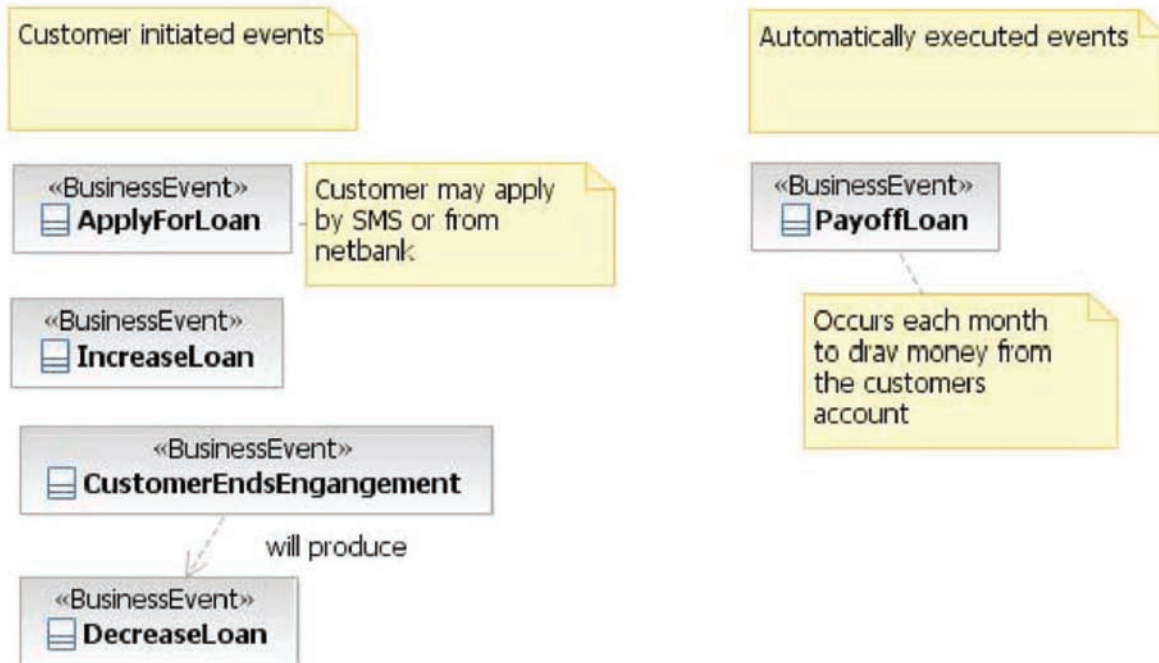 Customer initiated events
Automatically executed events
«BusinessEvent»
ApplyForLoan
Customer may apply
by SMS or from
netbank
«BusinessEvent»
PayoffLoan
«BusinessEvent»
IncreaseLoan
Occurs each month
to drav money from
the customers
account
«BusinessEvent»
CustomerEndsEngangement
will produce
«BusinessEvent»
DecreaseLoan